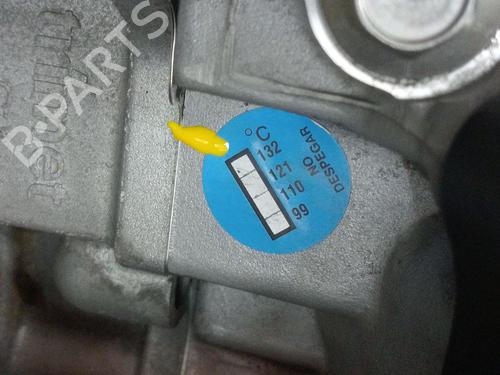 B-PARTS
°C
132
121
110
99
NO
DESPEGAR